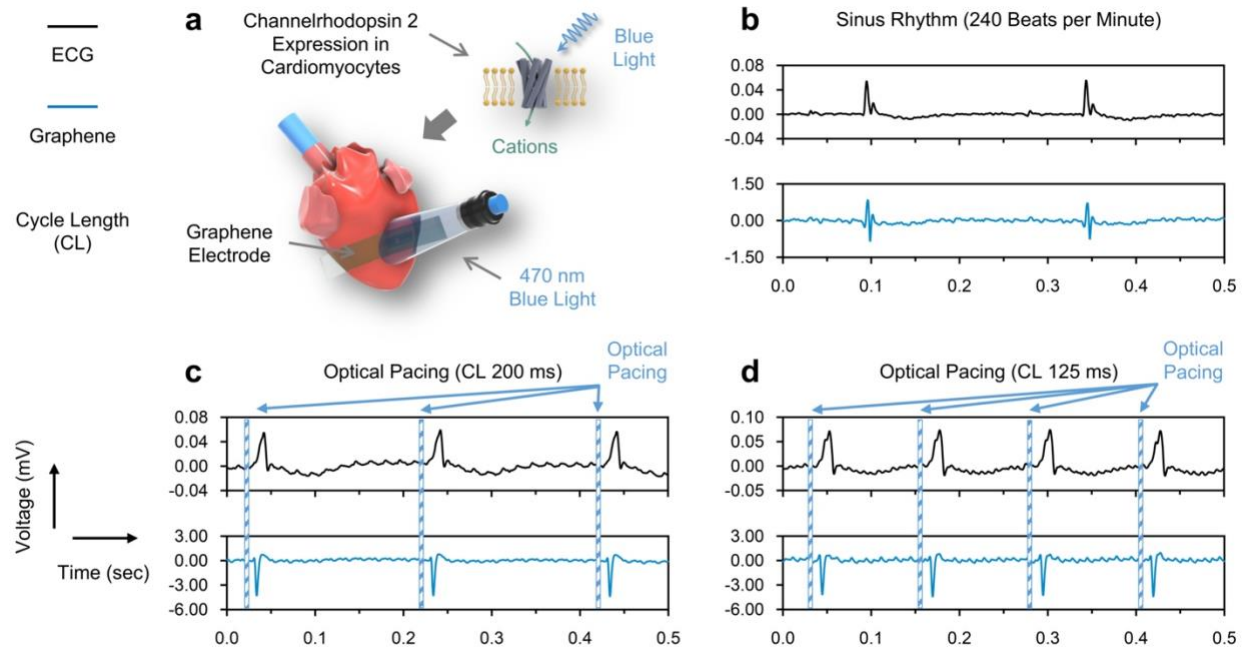 ECG
Graphene
Cycle Length
(CL)
a
Channelrhodopsin 2
Expression in
Cardiomyocytes
Blue
Light
Cations
Graphene
Electrode
470 nm
Blue Light
b
Sinus Rhythm (240 Beats per Minute)
0.08
0.04
0.00
-0.04
1.50
0.00
-1.50
0.0 0.1 0.2 0.3 0.4 0.5
Voltage (mV)
Time (sec)
c
Optical Pacing (CL 200 ms)
Optical
Pacing
0.08
0.04
0.00
-0.04
3.00
0.00
-3.00
-6.00
0.0 0.1 0.2 0.3 0.4 0.5
d
Optical Pacing (CL 125 ms)
Optical
Pacing
0.10
0.05
0.00
-0.05
3.00
0.00
-3.00
-6.00
0.0 0.1 0.2 0.3 0.4 0.5